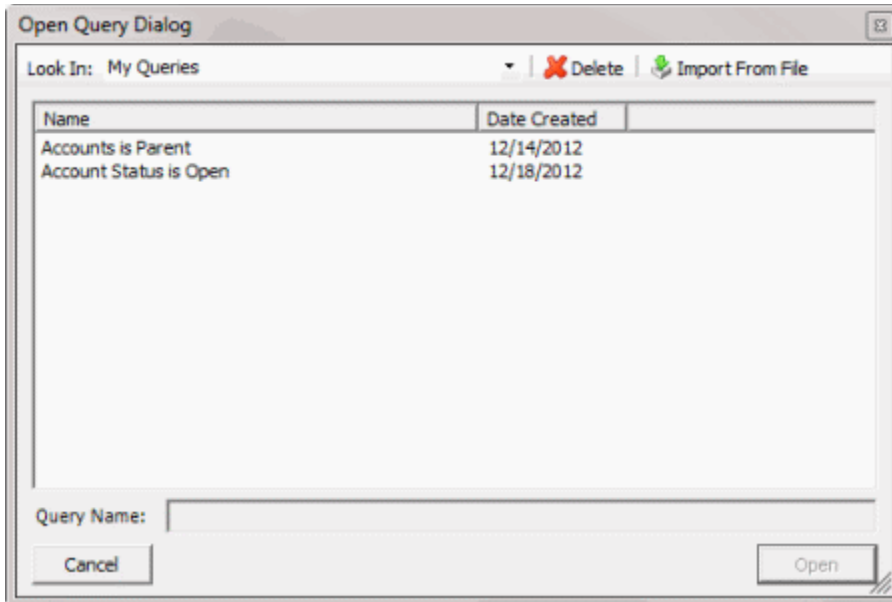 Open Query Dialog
Look In: My Queries Delete Import From File
Name Date Created
Accounts is Parent 12/14/2012
Account Status is Open 12/18/2012
Query Name:
Cancel Open